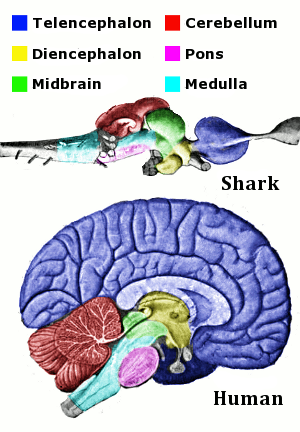 Telencephalon Cerebellum
Diencephalon Pons
Midbrain Medulla
Shark
Human